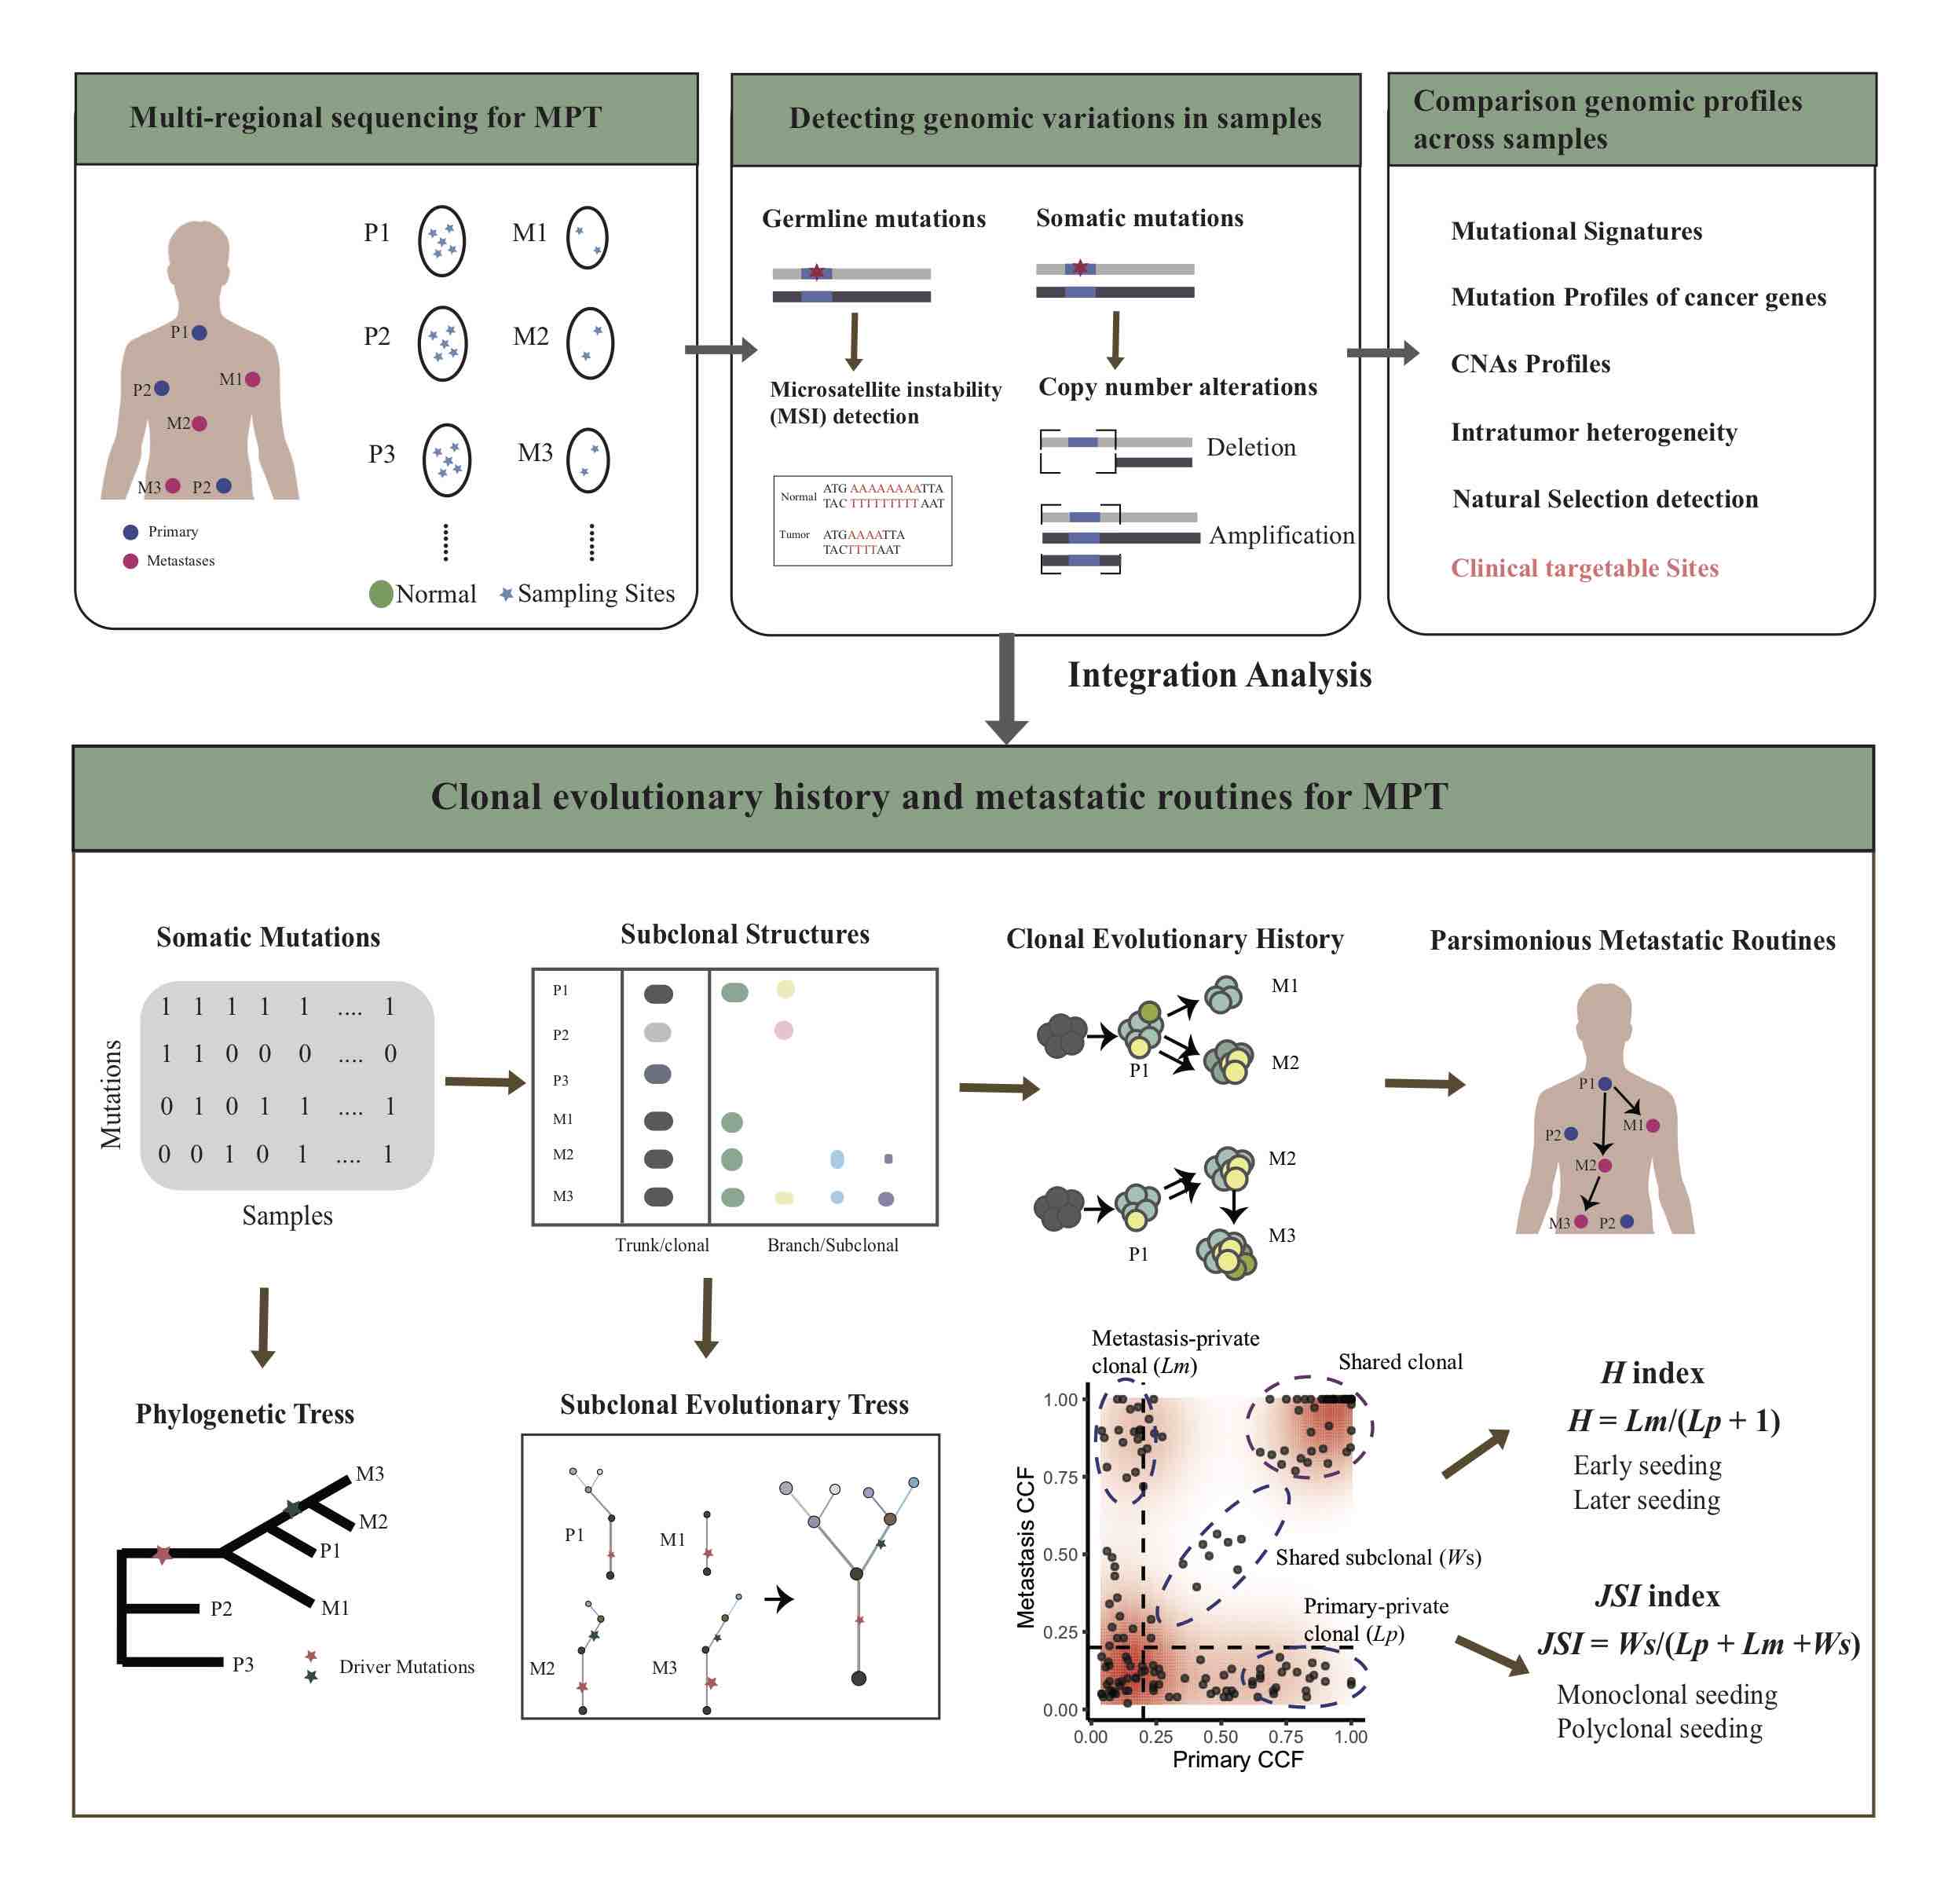 Multi-regional sequencing for MPT
P1
M1
P2
M2
P3
M3
P1
P2
M1
M2
M3
P2
Primary
Metastases
Normal
Sampling Sites
Detecting genomic variations in samples
Germline mutations
Somatic mutations
Microsatellite instability
(MSI) detection
Normal
ATG AAAAAAAATTA
TAC TTTTTTTTTAAT
Tumor
ATGAAAATTA
TACTTTTAAT
Copy number alterations
Deletion
Amplification
Comparison genomic profiles
across samples
Mutational Signatures
Mutation Profiles of cancer genes
CNAs Profiles
Intratumor heterogeneity
Natural Selection detection
Clinical targetable Sites
Integration Analysis
Clonal evolutionary history and metastatic routines for MPT
Somatic Mutations
Mutations
1 1 1 1 1 .... 1
1 1 0 0 0 .... 0
0 1 0 1 1 .... 1
0 0 1 0 1 .... 1
Samples
Subclonal Structures
P1
P2
P3
M1
M2
M3
Trunk/clonal
Branch/Subclonal
Clonal Evolutionary History
M1
P1
M2
M2
P1
M3
Parsimonious Metastatic Routines
P1
M1
P2
M2
M3
P2
Phylogenetic Tress
M3
M2
P1
M1
P2
P3
Driver Mutations
Subclonal Evolutionary Tress
P1
M1
M2
M3
Metastasis-private
clonal (Lm)
Shared clonal
Shared subclonal (Ws)
Primary-private
clonal (Lp)
Metastasis CCF
1.00
0.75
0.50
0.25
0.00
0.00 0.25 0.50 0.75 1.00
Primary CCF
H index
H = Lm/(Lp + 1)
Early seeding
Later seeding
JSI index
JSI = Ws/(Lp + Lm +Ws)
Monoclonal seeding
Polyclonal seeding